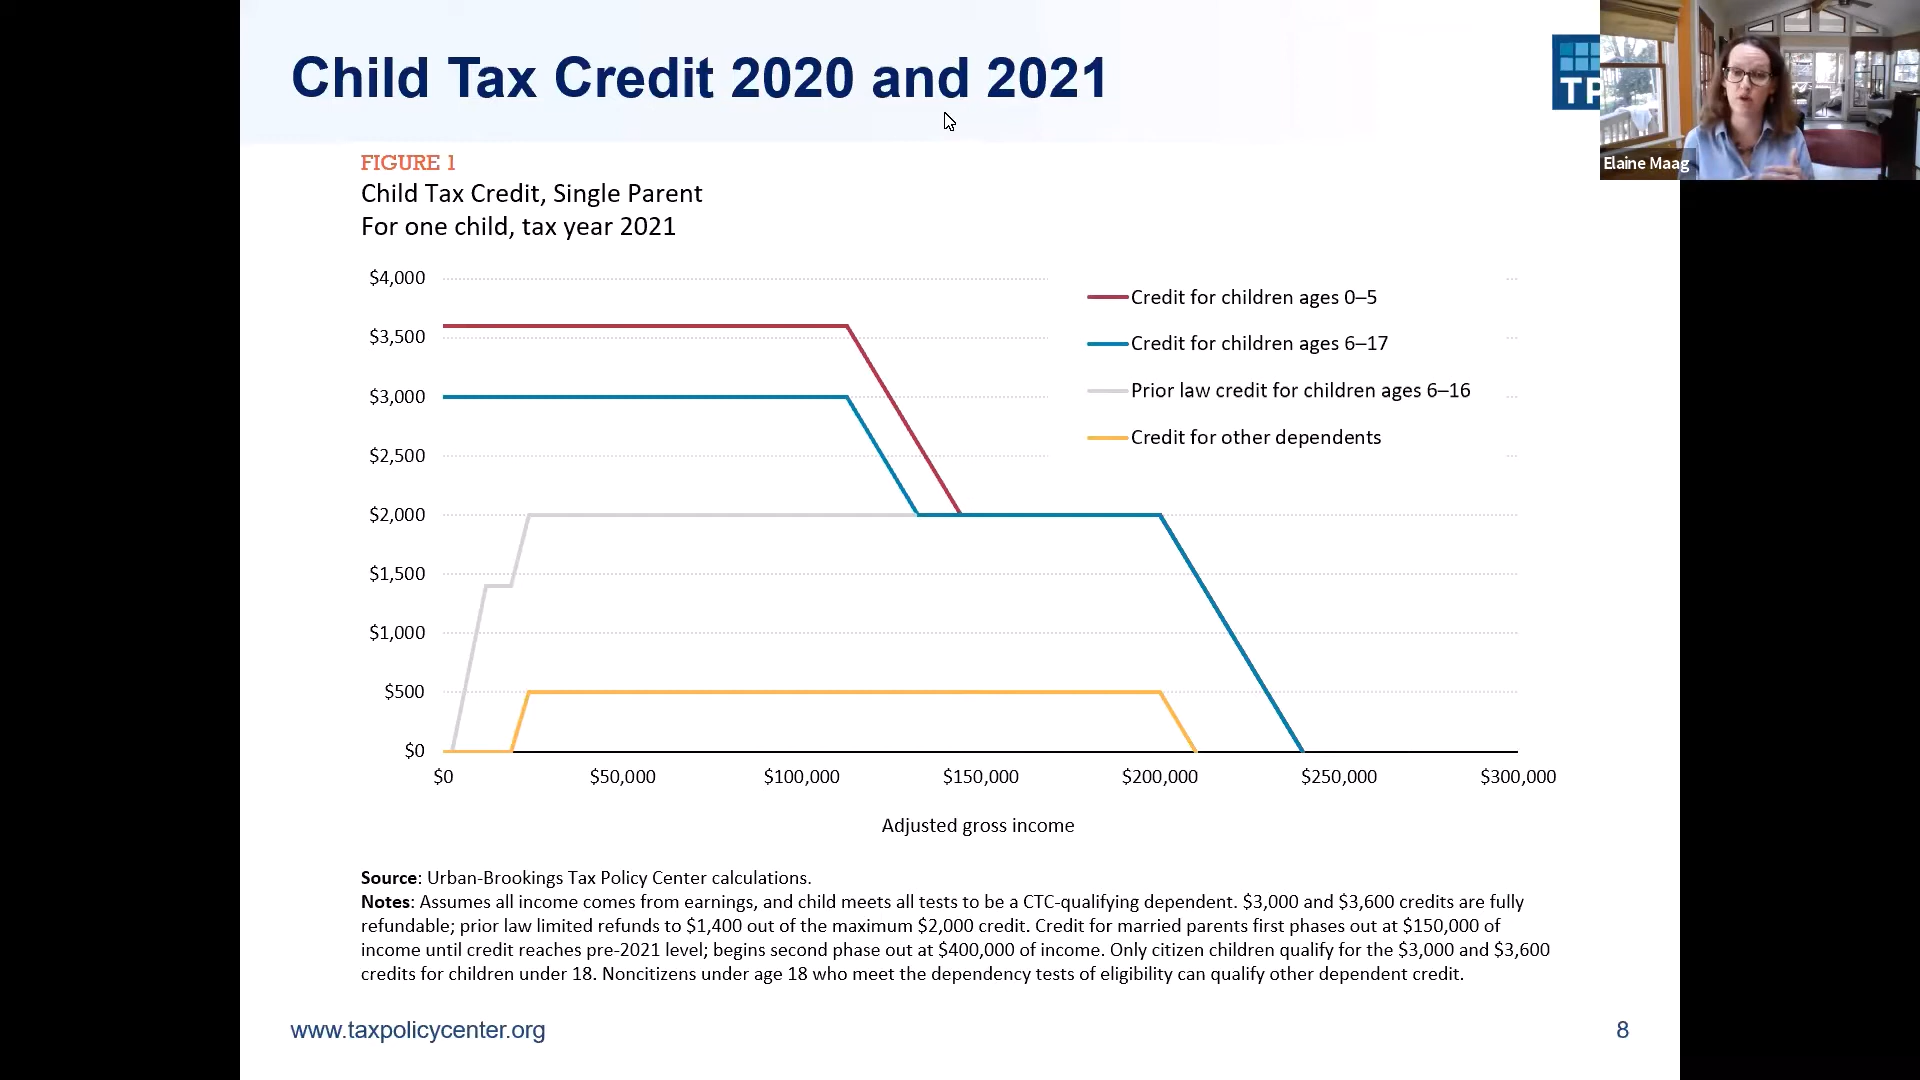 Child Tax Credit 2020 and 2021
TP
Elaine Maag
FIGURE 1
Child Tax Credit, Single Parent
For one child, tax year 2021
$4,000
$3,500
$3,000
$2,500
$2,000
$1,500
$1,000
$500
$0
Credit for children ages 0–5
Credit for children ages 6–17
Prior law credit for children ages 6–16
Credit for other dependents
$0 $50,000 $100,000 $150,000 $200,000 $250,000 $300,000
Adjusted gross income
Source: Urban-Brookings Tax Policy Center calculations.
Notes: Assumes all income comes from earnings, and child meets all tests to be a CTC-qualifying dependent. $3,000 and $3,600 credits are fully
refundable; prior law limited refunds to $1,400 out of the maximum $2,000 credit. Credit for married parents first phases out at $150,000 of
income until credit reaches pre-2021 level; begins second phase out at $400,000 of income. Only citizen children qualify for the $3,000 and $3,600
credits for children under 18. Noncitizens under age 18 who meet the dependency tests of eligibility can qualify other dependent credit.
www.taxpolicycenter.org
8